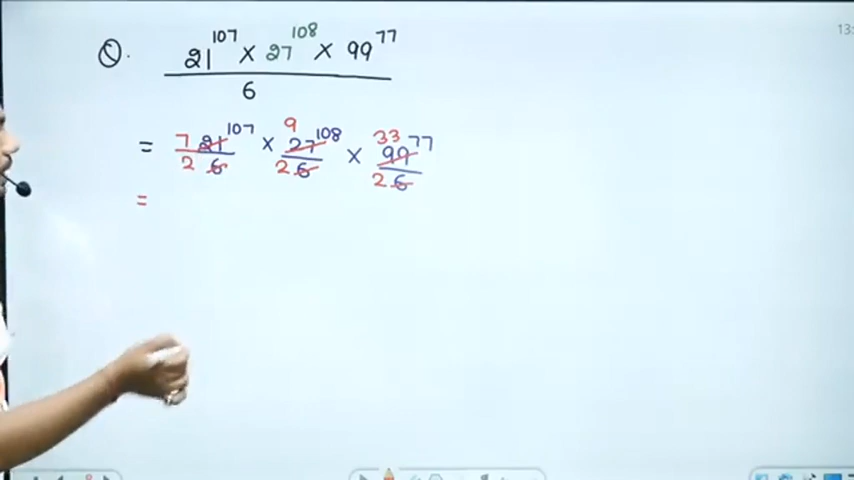 Q. 21^107 × 27^108 × 99^77
6
= 7 21^107 × 9 27^108 × 33 99^77
2 6 2 6 2 6
=
13: